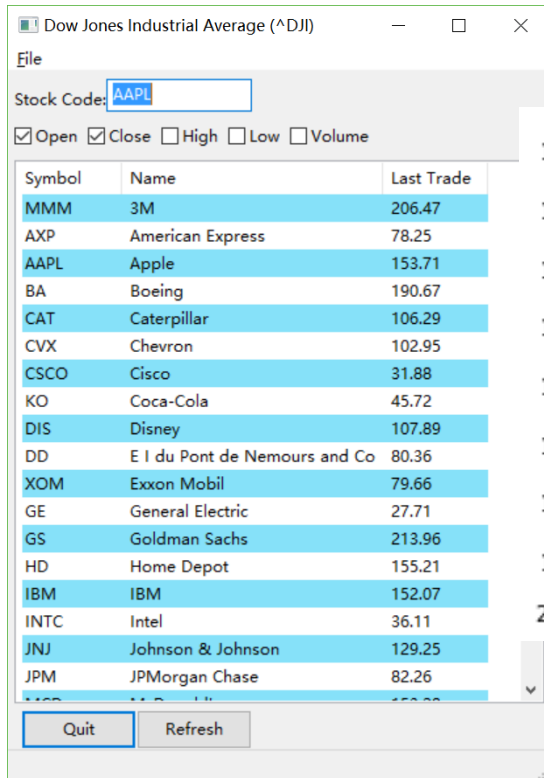 Dow Jones Industrial Average (^DJI)
File
Stock Code: AAPL
Open Close High Low Volume
Symbol Name Last Trade
MMM 3M 206.47
AXP American Express 78.25
AAPL Apple 153.71
BA Boeing 190.67
CAT Caterpillar 106.29
CVX Chevron 102.95
CSCO Cisco 31.88
KO Coca-Cola 45.72
DIS Disney 107.89
DD E I du Pont de Nemours and Co 80.36
XOM Exxon Mobil 79.66
GE General Electric 27.71
GS Goldman Sachs 213.96
HD Home Depot 155.21
IBM IBM 152.07
INTC Intel 36.11
JNJ Johnson & Johnson 129.25
JPM JPMorgan Chase 82.26
Quit Refresh